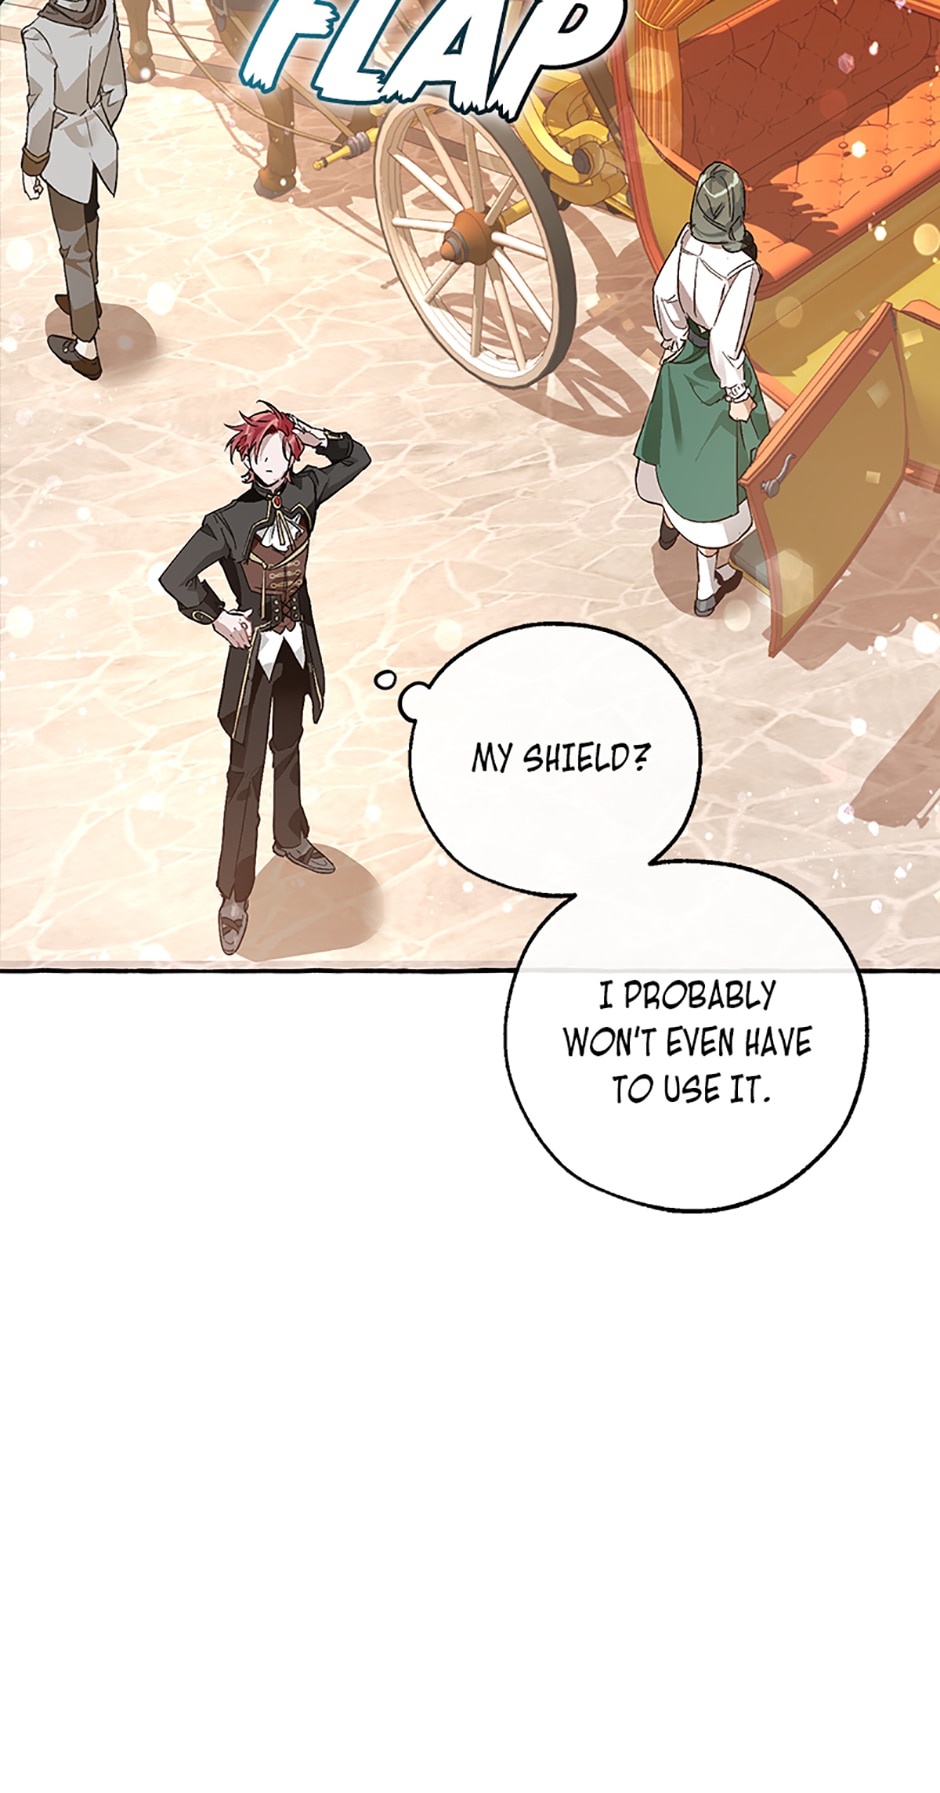 FLAP
MY SHIELD?
I PROBABLY
WON'T EVEN HAVE
TO USE IT.